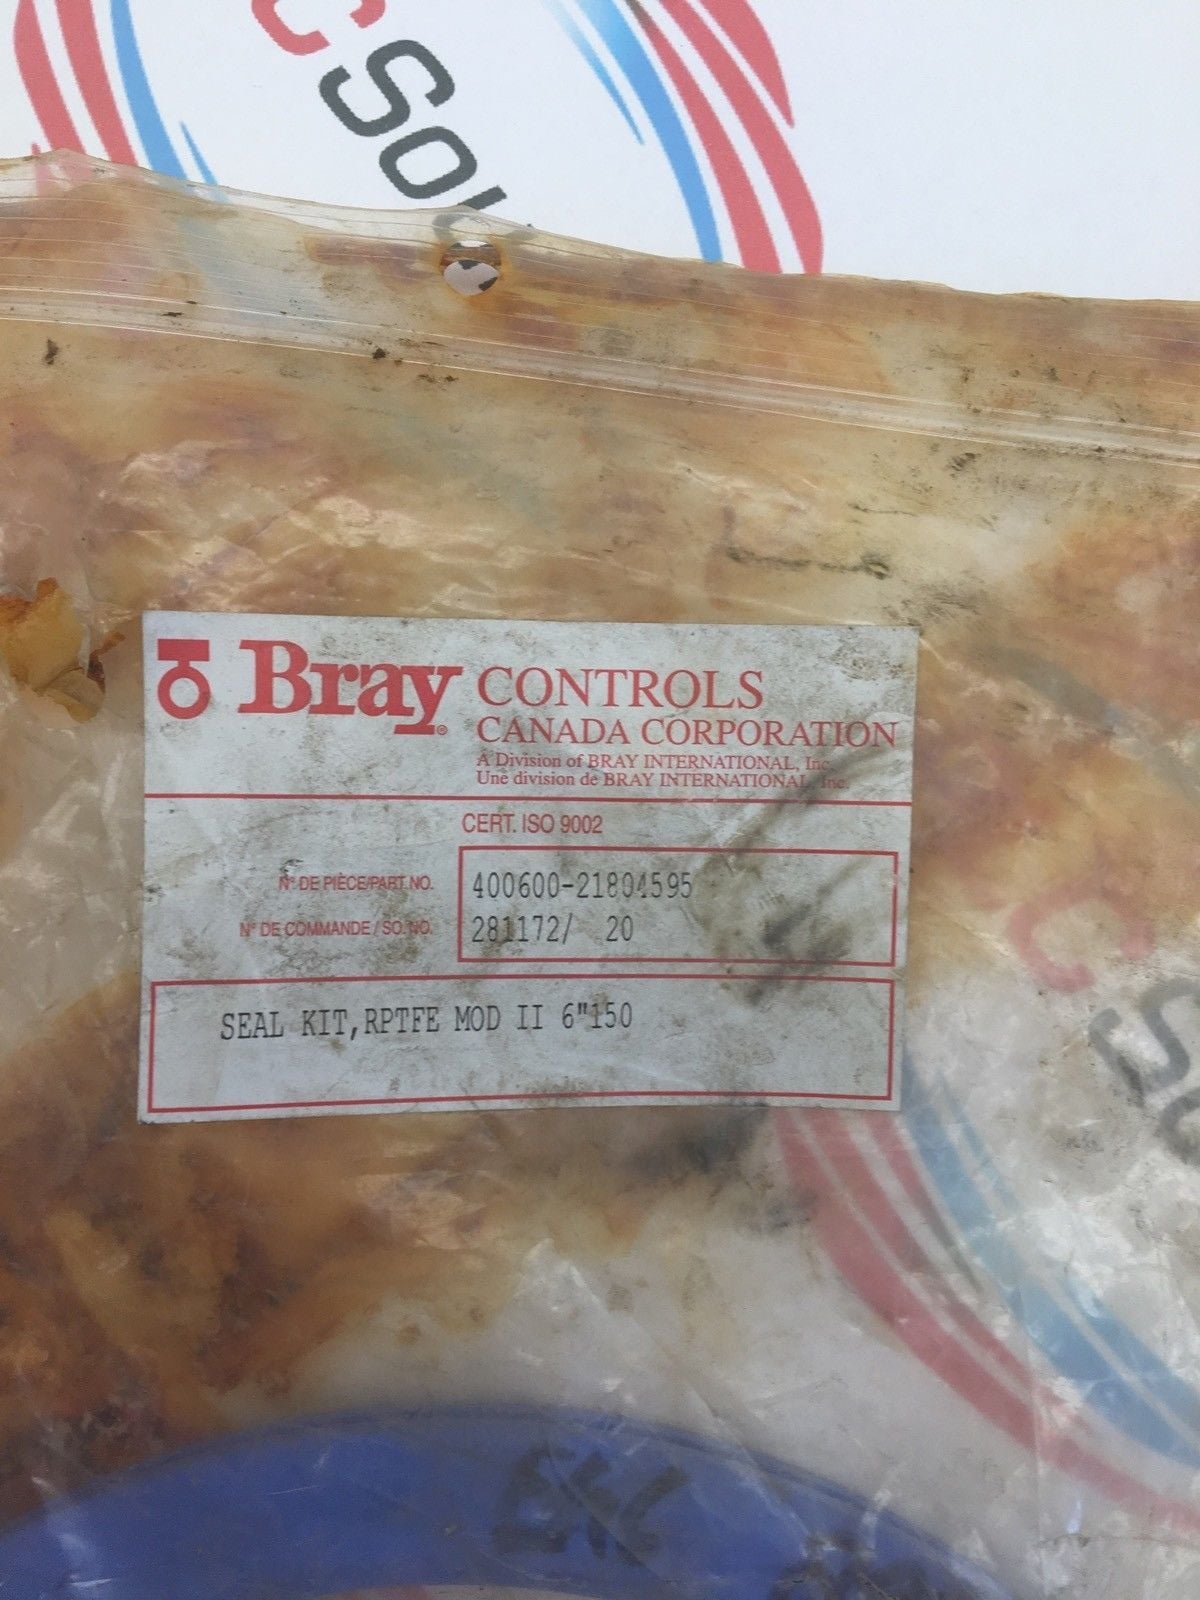 CSOL
Bray® CONTROLS
CANADA CORPORATION
A Division of BRAY INTERNATIONAL, Inc.
Une division de BRAY INTERNATIONAL, Inc.
CERT. ISO 9002
N° DE PIÈCE/PART NO. 400600-21804595
N° DE COMMANDE / SO. NO. 281172/ 20
SEAL KIT,RPTFE MOD II 6"150